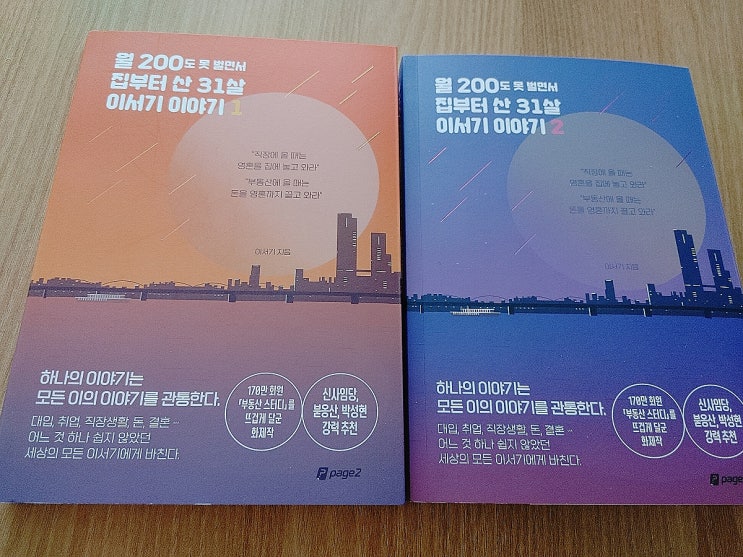 월 200도 못 벌면서
집부터 산 31살
이서기 이야기 1
"직장에 올 때는
영혼을 집에 놓고 와라"
"부동산에 올 때는
돈을 영혼까지 끌고 와라"
이서기 지음
하나의 이야기는
모든 이의 이야기를 관통한다.
대입, 취업, 직장생활, 돈, 결혼…
어느 것 하나 쉽지 않았던
세상의 모든 이서기에게 바친다.
170만 회원
「부동산 스터디」를
뜨겁게 달군
화제작
신사임당,
붇옹산, 박성현
강력 추천
page2
월 200도 못 벌면서
집부터 산 31살
이서기 이야기 2
"직장에 올 때는
영혼을 집에 놓고 와라"
"부동산에 올 때는
돈을 영혼까지 끌고 와라"
이서기 지음
하나의 이야기는
모든 이의 이야기를 관통한다.
대입, 취업, 직장생활, 돈, 결혼…
어느 것 하나 쉽지 않았던
세상의 모든 이서기에게 바친다.
170만 회원
「부동산 스터디」를
뜨겁게 달군
화제작
신사임당,
붇옹산, 박성현
강력 추천
page